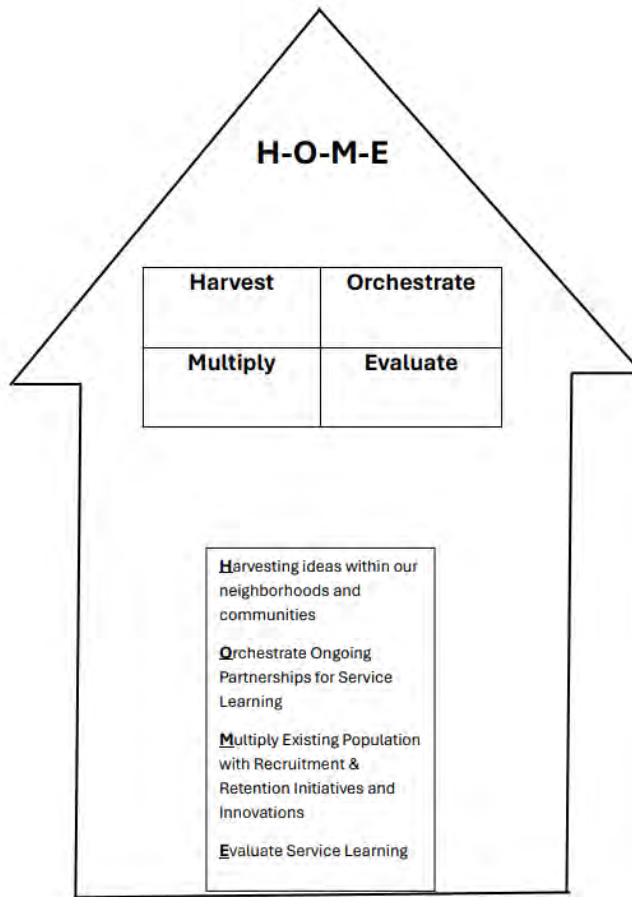 H-O-M-E
Harvest Orchestrate
Multiply Evaluate
Harvesting ideas within our
neighborhoods and
communities
Orchestrate Ongoing
Partnerships for Service
Learning
Multiply Existing Population
with Recruitment &
Retention Initiatives and
Innovations
Evaluate Service Learning